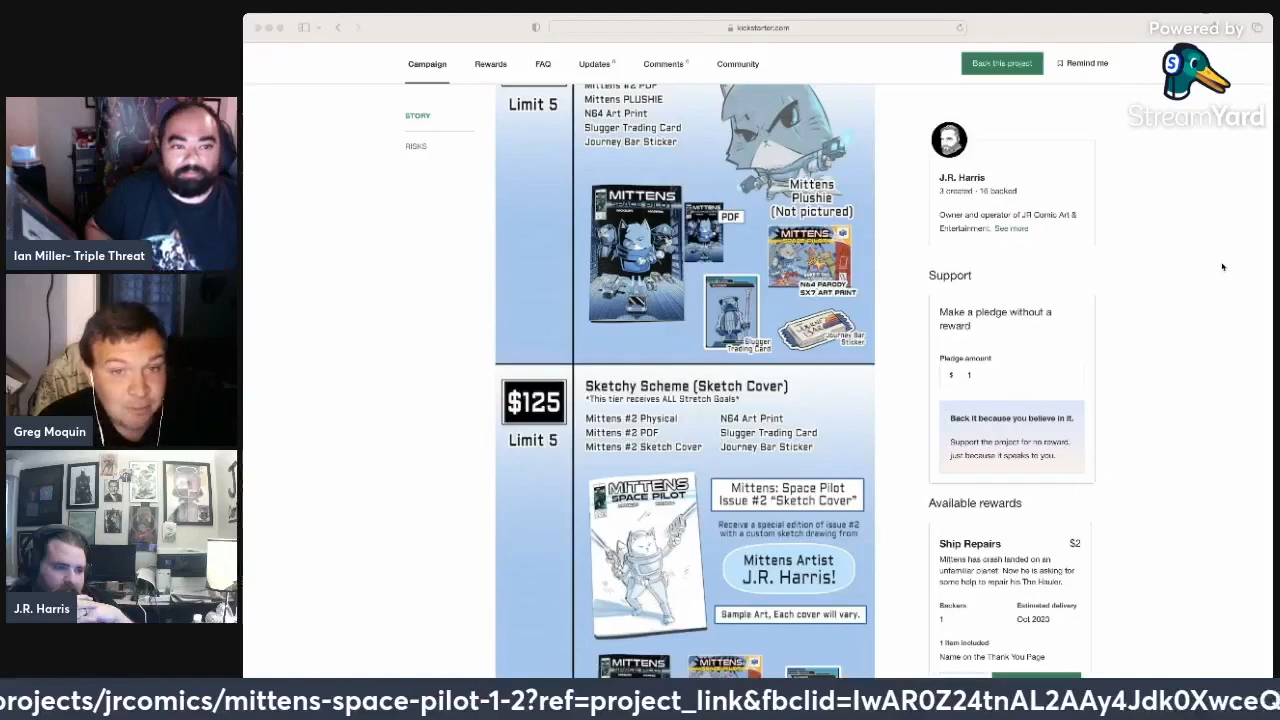 kickstarter.com
Powered by
StreamYard
Campaign
Rewards
FAQ
Updates
Comments
Community
Back this project
Remind me
STORY
RISKS
Limit 5
Mittens #2 PDF
Mittens PLUSHIE
N64 Art Print
Slugger Trading Card
Journey Bar Sticker
Mittens
Plushie
(Not pictured)
MITTENS
PDF
MITTENS
N64 PARODY
5X7 ART PRINT
Slugger
Trading Card
Journey Bar
Sticker
$125
Limit 5
Sketchy Scheme (Sketch Cover)
*This tier receives ALL Stretch Goals*
Mittens #2 Physical
Mittens #2 PDF
Mittens #2 Sketch Cover
N64 Art Print
Slugger Trading Card
Journey Bar Sticker
MITTENS
SPACE PILOT
Mittens: Space Pilot
Issue #2 "Sketch Cover"
Receive a special edition of issue #2
with a custom sketch drawing from
Mittens Artist
J.R. Harris!
Sample Art, Each cover will vary.
MITTENS
MITTENS
J.R. Harris
3 created · 16 backed
Owner and operator of JR Comic Art &
Entertainment. See more
Support
Make a pledge without a
reward
Pledge amount
$ 1
Back it because you believe in it.
Support the project for no reward,
just because it speaks to you.
Available rewards
Ship Repairs
$2
Mittens has crash landed on an
unfamiliar planet. Now he is asking for
some help to repair his The Hauler.
Backers
1
Estimated delivery
Oct 2023
1 item included
Name on the Thank You Page
Ian Miller- Triple Threat
Greg Moquin
J.R. Harris
projects/jrcomics/mittens-space-pilot-1-2?ref=project_link&fbclid=IwAR0Z24tnAL2AAy4Jdk0XwceQ